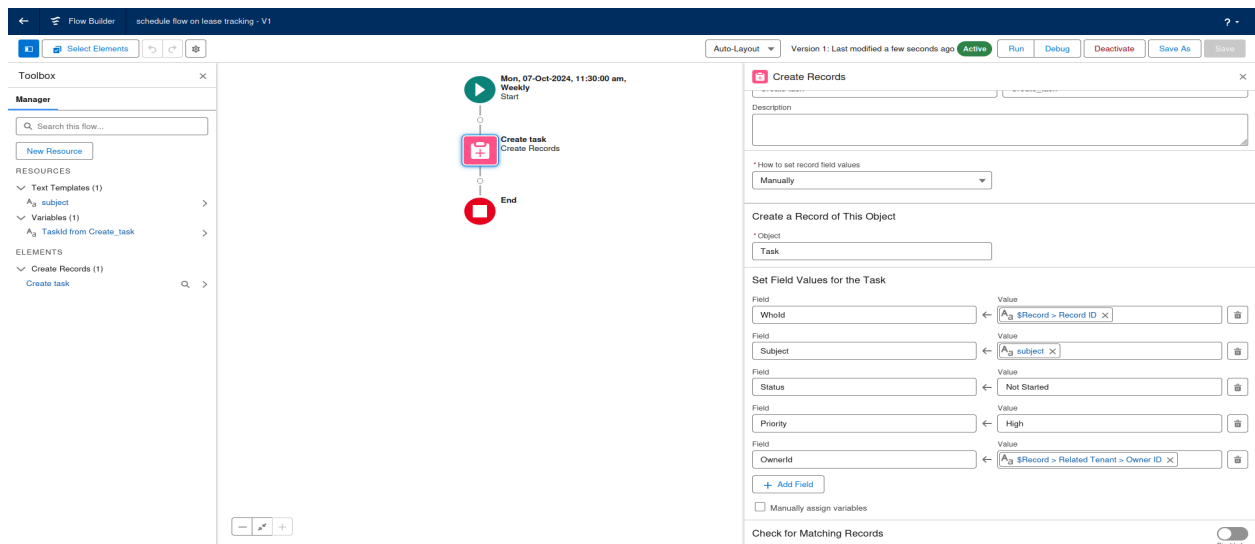 Flow Builder
schedule flow on lease tracking - V1
?
Select Elements
Auto-Layout
Version 1: Last modified a few seconds ago
Active
Run
Debug
Deactivate
Save As
Save
Toolbox
Manager
Search this flow...
New Resource
RESOURCES
Text Templates (1)
Aa subject
Variables (1)
Aa TaskId from Create_task
ELEMENTS
Create Records (1)
Create task
Mon, 07-Oct-2024, 11:30:00 am,
Weekly
Start
Create task
Create Records
End
Create Records
Description
* How to set record field values
Manually
Create a Record of This Object
* Object
Task
Set Field Values for the Task
Field Value
WhoId Aa $Record > Record ID
Field Value
Subject Aa subject
Field Value
Status Not Started
Field Value
Priority High
Field Value
OwnerId Aa $Record > Related Tenant > Owner ID
+ Add Field
Manually assign variables
Check for Matching Records